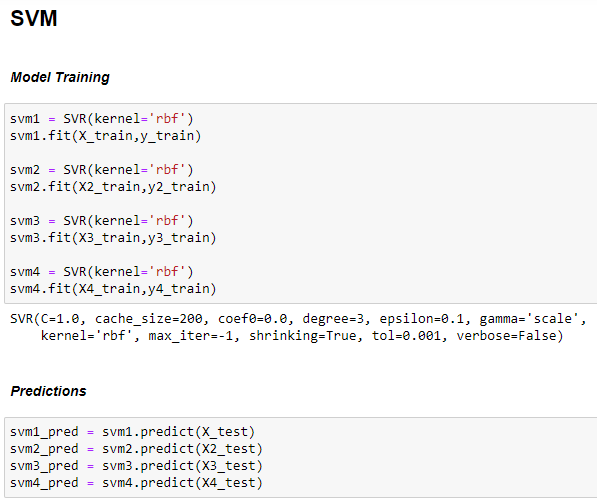 SVM
Model Training
svm1 = SVR(kernel='rbf')
svm1.fit(X_train,y_train)
svm2 = SVR(kernel='rbf')
svm2.fit(X2_train,y2_train)
svm3 = SVR(kernel='rbf')
svm3.fit(X3_train,y3_train)
svm4 = SVR(kernel='rbf')
svm4.fit(X4_train,y4_train)
SVR(C=1.0, cache_size=200, coef0=0.0, degree=3, epsilon=0.1, gamma='scale',
    kernel='rbf', max_iter=-1, shrinking=True, tol=0.001, verbose=False)
Predictions
svm1_pred = svm1.predict(X_test)
svm2_pred = svm2.predict(X2_test)
svm3_pred = svm3.predict(X3_test)
svm4_pred = svm4.predict(X4_test)